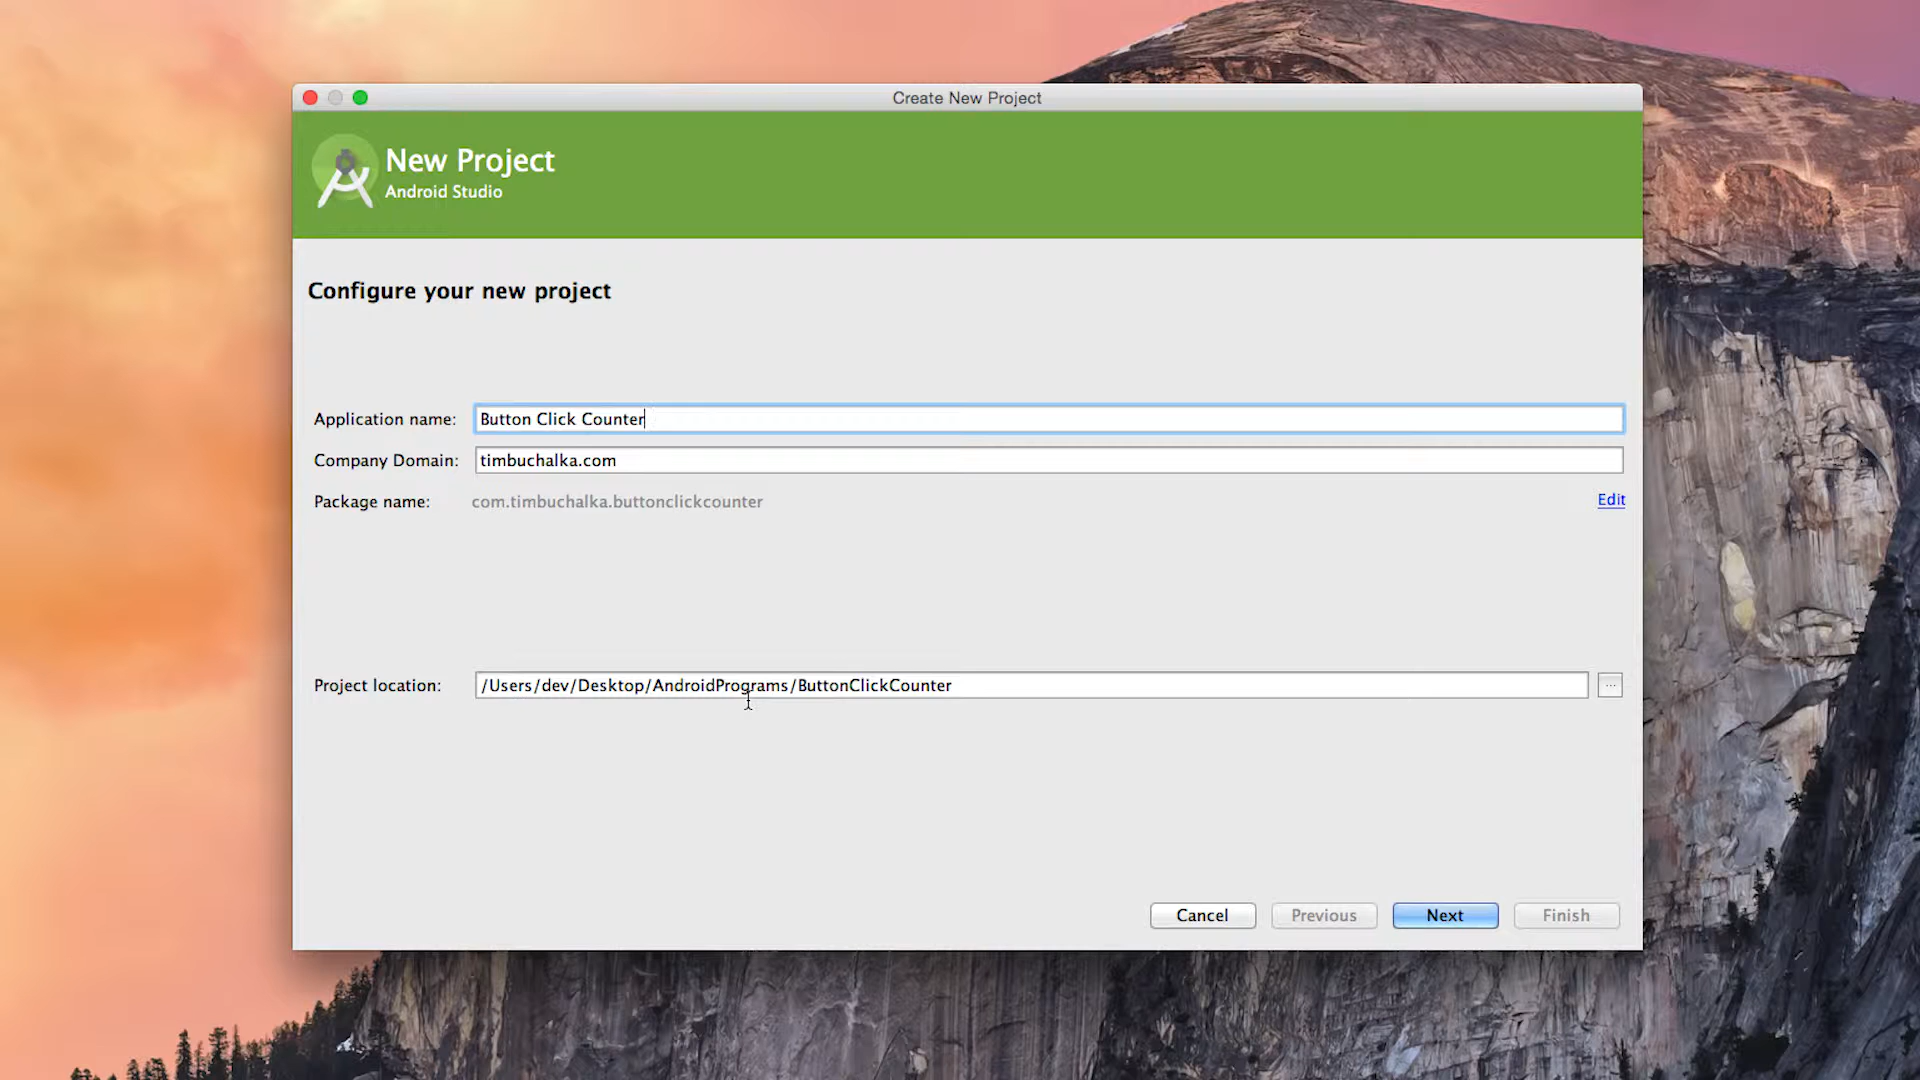 Create New Project
New Project
Android Studio
Configure your new project
Application name: Button Click Counter
Company Domain: timbuchalka.com
Package name: com.timbuchalka.buttonclickcounter Edit
Project location: /Users/dev/Desktop/AndroidPrograms/ButtonClickCounter ...
Cancel Previous Next Finish